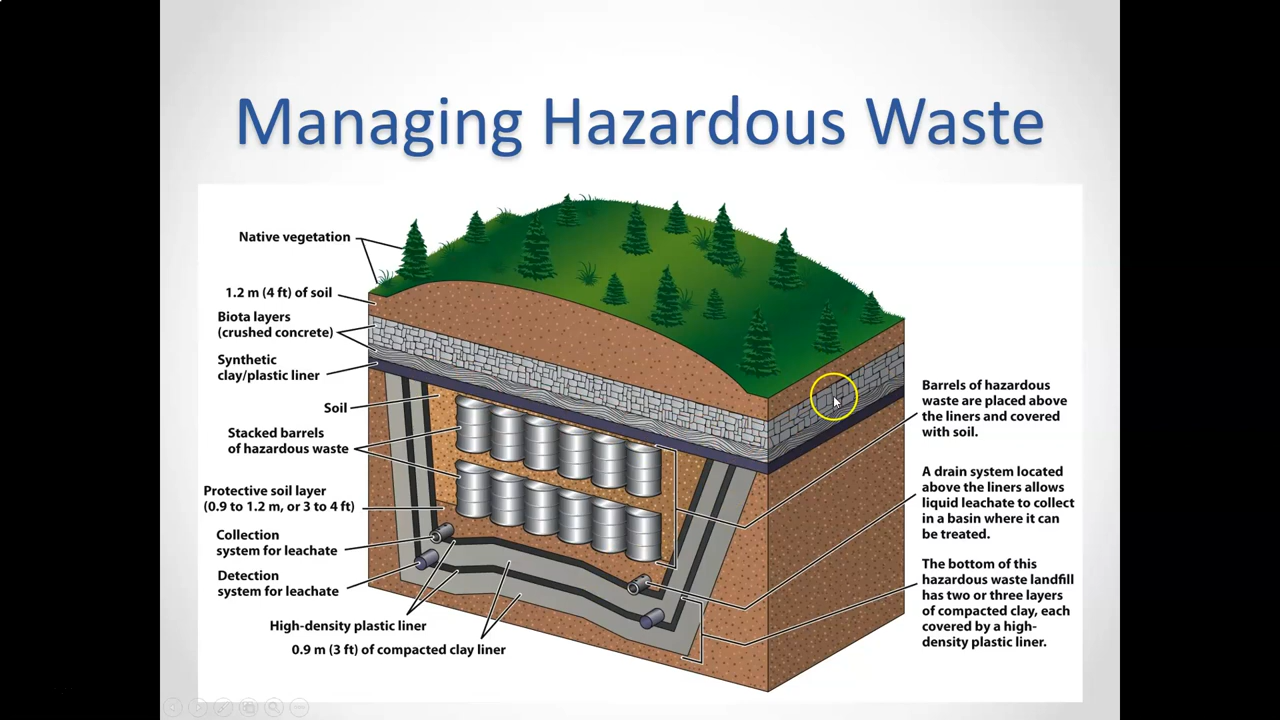 Managing Hazardous Waste
Native vegetation
1.2 m (4 ft) of soil
Biota layers
(crushed concrete)
Synthetic
clay/plastic liner
Soil
Stacked barrels
of hazardous waste
Protective soil layer
(0.9 to 1.2 m, or 3 to 4 ft)
Collection
system for leachate
Detection
system for leachate
High-density plastic liner
0.9 m (3 ft) of compacted clay liner
Barrels of hazardous
waste are placed above
the liners and covered
with soil.
A drain system located
above the liners allows
liquid leachate to collect
in a basin where it can
be treated.
The bottom of this
hazardous waste landfill
has two or three layers
of compacted clay, each
covered by a high-
density plastic liner.